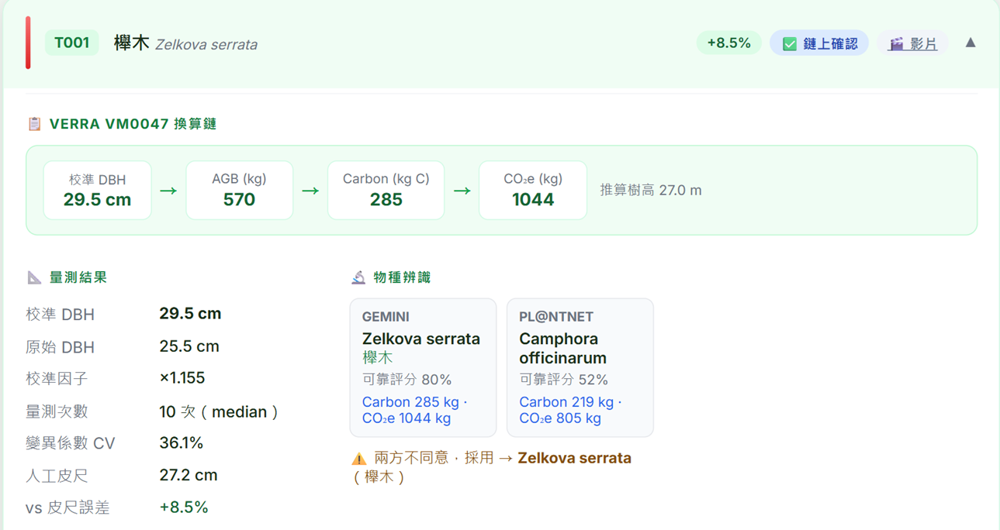 T001 櫸木 Zelkova serrata +8.5% ✅ 鏈上確認 🎬 影片 ▲
📋 VERRA VM0047 換算鏈
校準 DBH
29.5 cm
→
AGB (kg)
570
→
Carbon (kg C)
285
→
CO₂e (kg)
1044
推算樹高 27.0 m
📐 量測結果
校準 DBH 29.5 cm
原始 DBH 25.5 cm
校準因子 ×1.155
量測次數 10 次（median）
變異係數 CV 36.1%
人工皮尺 27.2 cm
vs 皮尺誤差 +8.5%
🔬 物種辨識
GEMINI
Zelkova serrata
櫸木
可靠評分 80%
Carbon 285 kg ·
CO₂e 1044 kg
PL@NTNET
Camphora
officinarum
可靠評分 52%
Carbon 219 kg ·
CO₂e 805 kg
⚠️ 兩方不同意，採用 → Zelkova serrata
（櫸木）